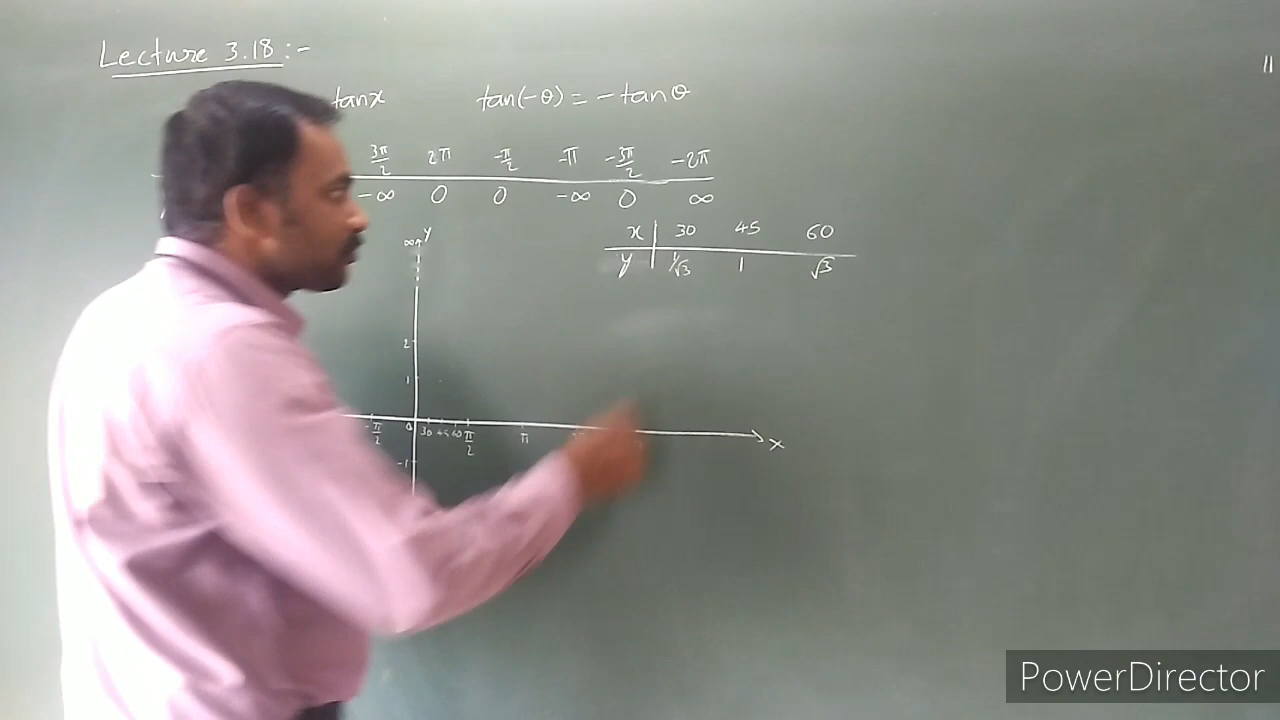 Lecture 3.18 :-
11
tanx tan(-θ) = -tanθ
3π/2 2π -π/2 -π -3π/2 -2π
-∞ 0 0 -∞ 0 ∞
x 30 45 60
y 1/√3 1 √3
∞ y
2
1
-π/2 0 30 45 60 π/2 π x
-1
PowerDirector